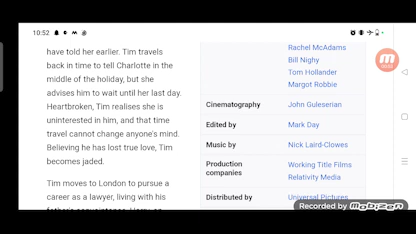 10:52
have told her earlier. Tim travels
back in time to tell Charlotte in the
middle of the holiday, but she
advises him to wait until her last day.
Heartbroken, Tim realises she is
uninterested in him, and that time
travel cannot change anyone's mind.
Believing he has lost true love, Tim
becomes jaded.
Tim moves to London to pursue a
career as a lawyer, living with his
Rachel McAdams
Bill Nighy
Tom Hollander
Margot Robbie
Cinematography John Guleserian
Edited by Mark Day
Music by Nick Laird-Clowes
Production Working Title Films
companies Relativity Media
Distributed by Universal Pictures
Recorded by Mobizen